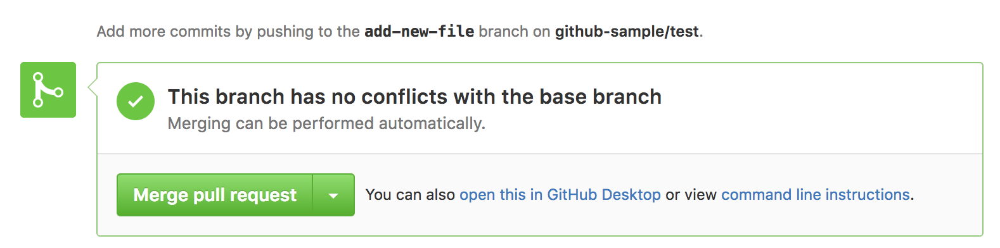 Add more commits by pushing to the add-new-file branch on github-sample/test.
This branch has no conflicts with the base branch
Merging can be performed automatically.
Merge pull request You can also open this in GitHub Desktop or view command line instructions.